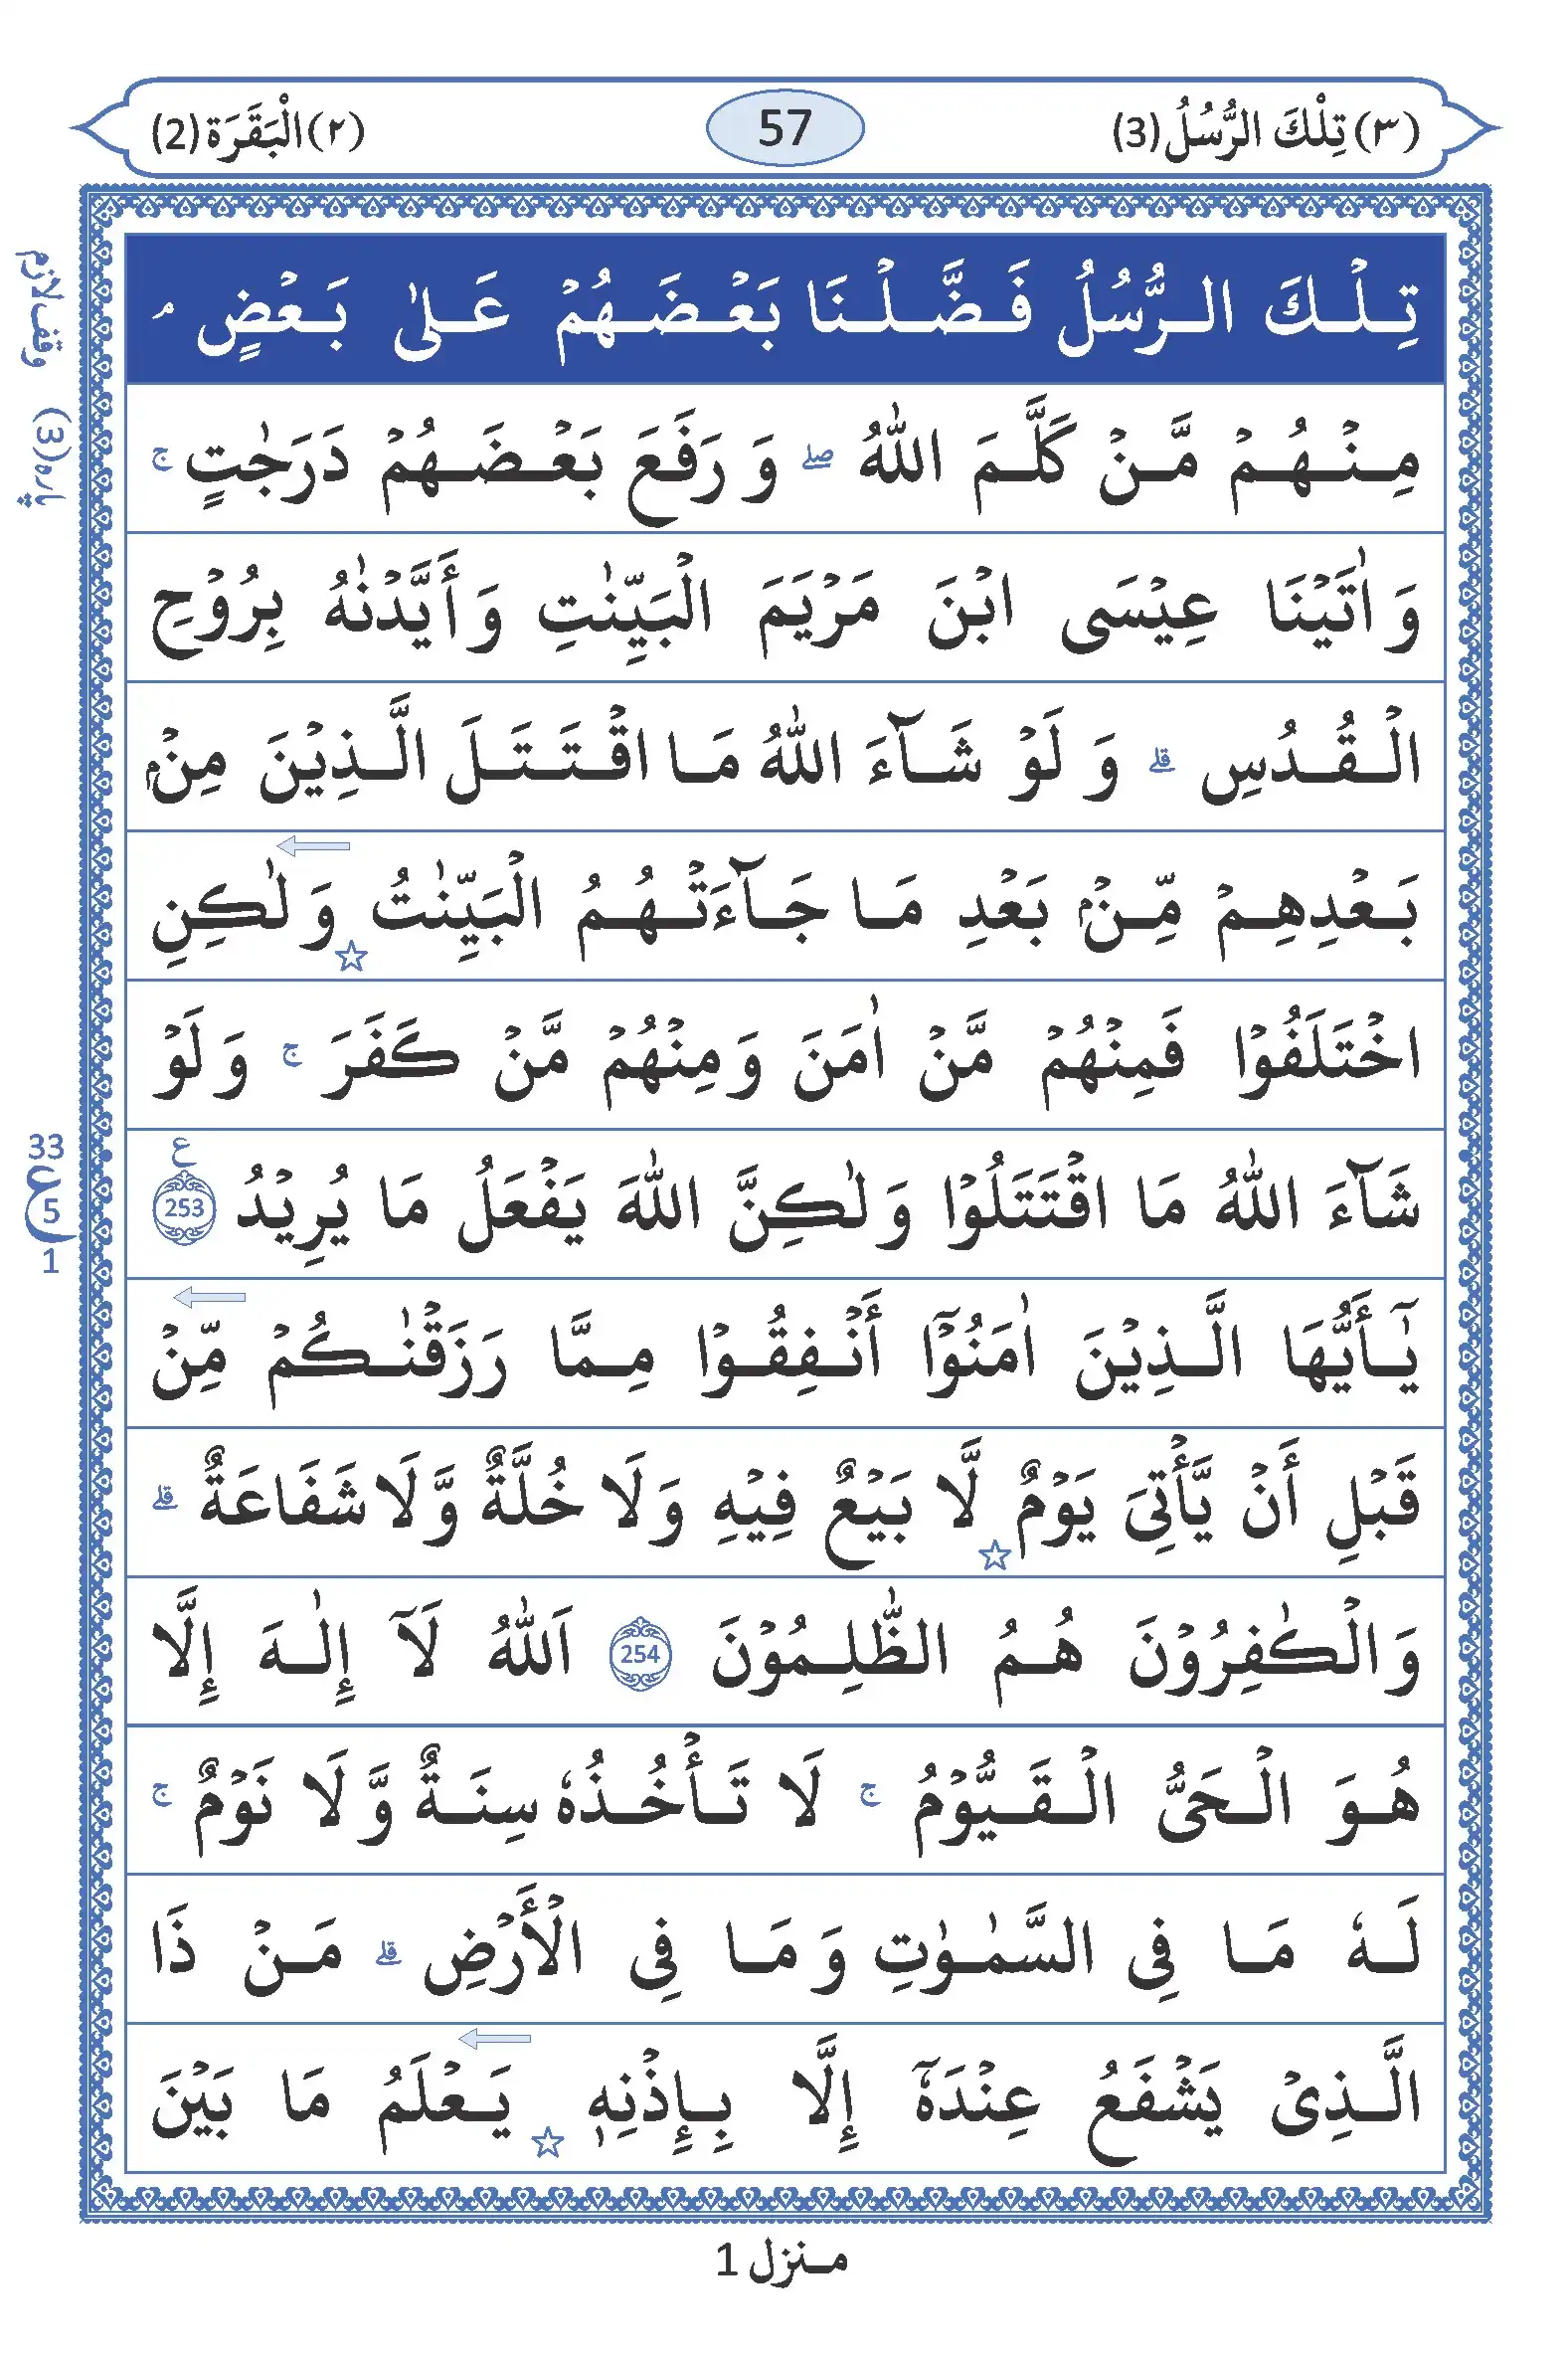 (٣) تِلْكَ الرُّسُلُ (3)
57
(٢) الْبَقَرَة (2)
وقف لازم
پارہ (3)
تِلْكَ الرُّسُلُ فَضَّلْنَا بَعْضَهُمْ عَلٰى بَعْضٍ ۘ
مِنْهُمْ مَّنْ كَلَّمَ اللّٰهُ ۖ وَ رَفَعَ بَعْضَهُمْ دَرَجٰتٍ ۚ
وَ اٰتَيْنَا عِيْسَى ابْنَ مَرْيَمَ الْبَيِّنٰتِ وَ أَيَّدْنٰهُ بِرُوْحِ
الْقُدُسِ ۗ وَ لَوْ شَآءَ اللّٰهُ مَا اقْتَتَلَ الَّذِيْنَ مِنْۢ
بَعْدِهِمْ مِّنْۢ بَعْدِ مَا جَآءَتْهُمُ الْبَيِّنٰتُ ☆ وَ لٰكِنِ
اخْتَلَفُوْا فَمِنْهُمْ مَّنْ اٰمَنَ وَ مِنْهُمْ مَّنْ كَفَرَ ۚ وَ لَوْ
شَآءَ اللّٰهُ مَا اقْتَتَلُوْا وَ لٰكِنَّ اللّٰهَ يَفْعَلُ مَا يُرِيْدُ 253 ع
33
ع 5
1
يٰٓأَيُّهَا الَّذِيْنَ اٰمَنُوْٓا أَنْفِقُوْا مِمَّا رَزَقْنٰكُمْ مِّنْ
قَبْلِ أَنْ يَّأْتِىَ يَوْمٌ ☆ لَّا بَيْعٌ فِيْهِ وَ لَا خُلَّةٌ وَّ لَا شَفَاعَةٌ ۗ
وَ الْكٰفِرُوْنَ هُمُ الظّٰلِمُوْنَ 254 اَللّٰهُ لَآ إِلٰهَ إِلَّا
هُوَ الْحَىُّ الْقَيُّوْمُ ۚ لَا تَأْخُذُهٗ سِنَةٌ وَّ لَا نَوْمٌ ۚ
لَهٗ مَا فِى السَّمٰوٰتِ وَ مَا فِى الْأَرْضِ ۗ مَنْ ذَا
الَّذِىْ يَشْفَعُ عِنْدَهٗٓ إِلَّا بِإِذْنِهٖ ☆ يَعْلَمُ مَا بَيْنَ
مـنزل 1